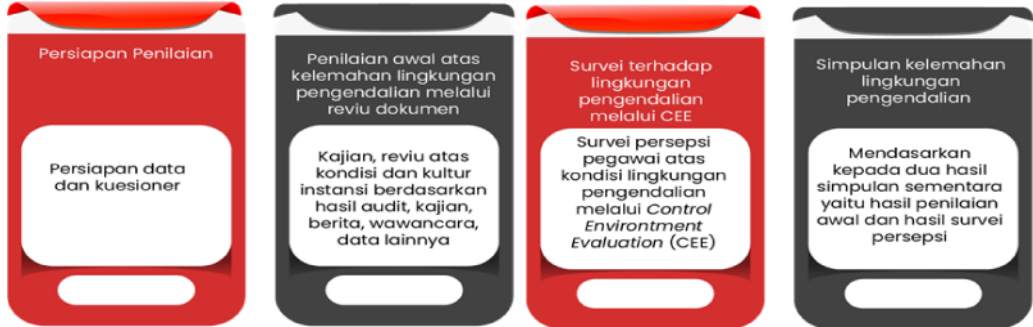 Persiapan Penilaian
Persiapan data
dan kuesioner
Penilaian awal atas
kelemahan lingkungan
pengendalian melalui
reviu dokumen
Kajian, reviu atas
kondisi dan kultur
instansi berdasarkan
hasil audit, kajian,
berita, wawancara,
data lainnya
Survei terhadap
lingkungan
pengendalian
melalui CEE
Survei persepsi
pegawai atas
kondisi lingkungan
pengendalian
melalui Control
Environtment
Evaluation (CEE)
Simpulan kelemahan
lingkungan
pengendalian
Mendasarkan
kepada dua hasil
simpulan sementara
yaitu hasil penilaian
awal dan hasil survei
persepsi